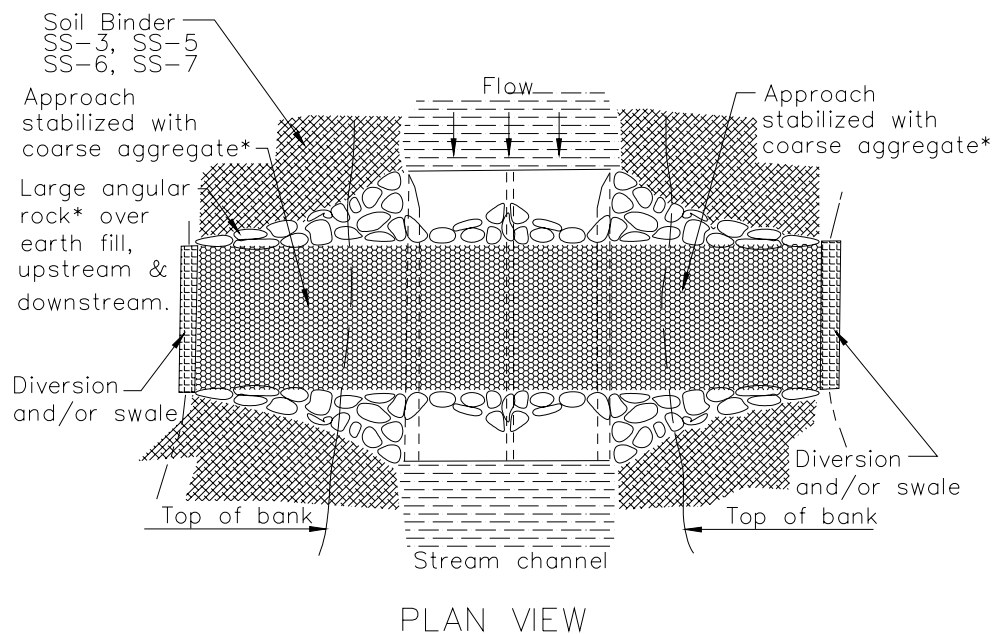 Soil Binder
SS-3, SS-5
SS-6, SS-7
Flow
Approach
stabilized with
coarse aggregate*
Approach
stabilized with
coarse aggregate*
Large angular
rock* over
earth fill,
upstream &
downstream.
Diversion
and/or swale
Diversion
and/or swale
Top of bank
Top of bank
Stream channel
PLAN VIEW